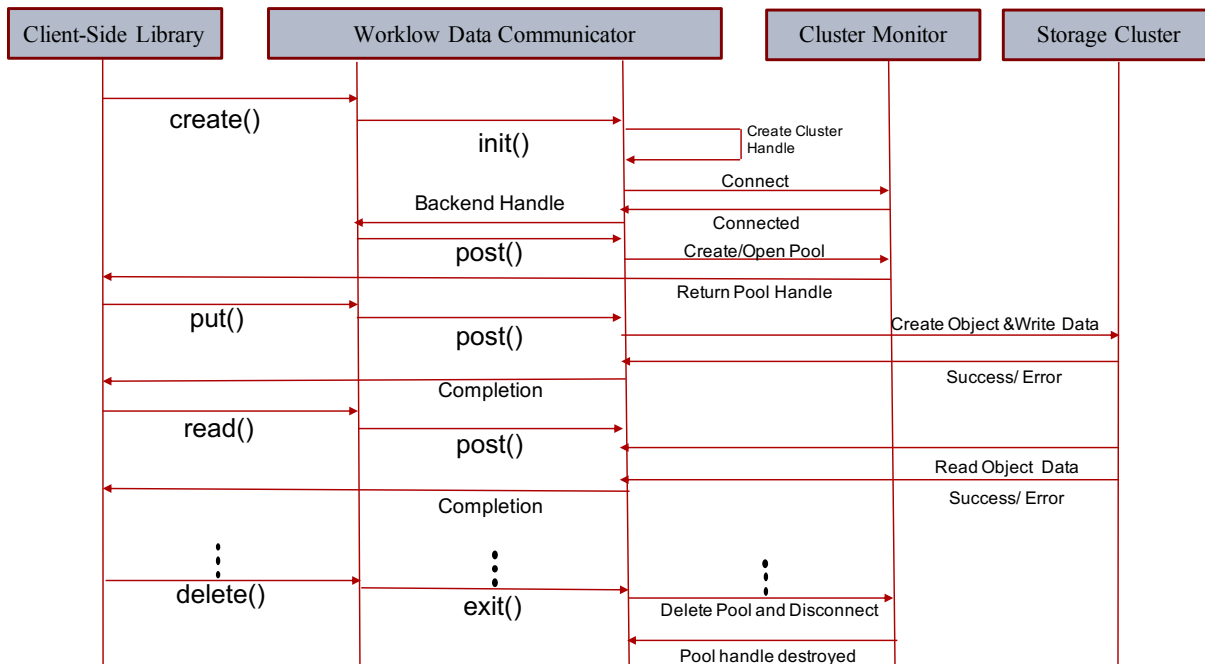 Client-Side Library
Worklow Data Communicator
Cluster Monitor
Storage Cluster
create()
init()
Create Cluster
Handle
Connect
Backend Handle
Connected
post()
Create/Open Pool
Return Pool Handle
put()
post()
Create Object &Write Data
Success/ Error
Completion
read()
post()
Read Object Data
Success/ Error
Completion
delete()
exit()
Delete Pool and Disconnect
Pool handle destroyed